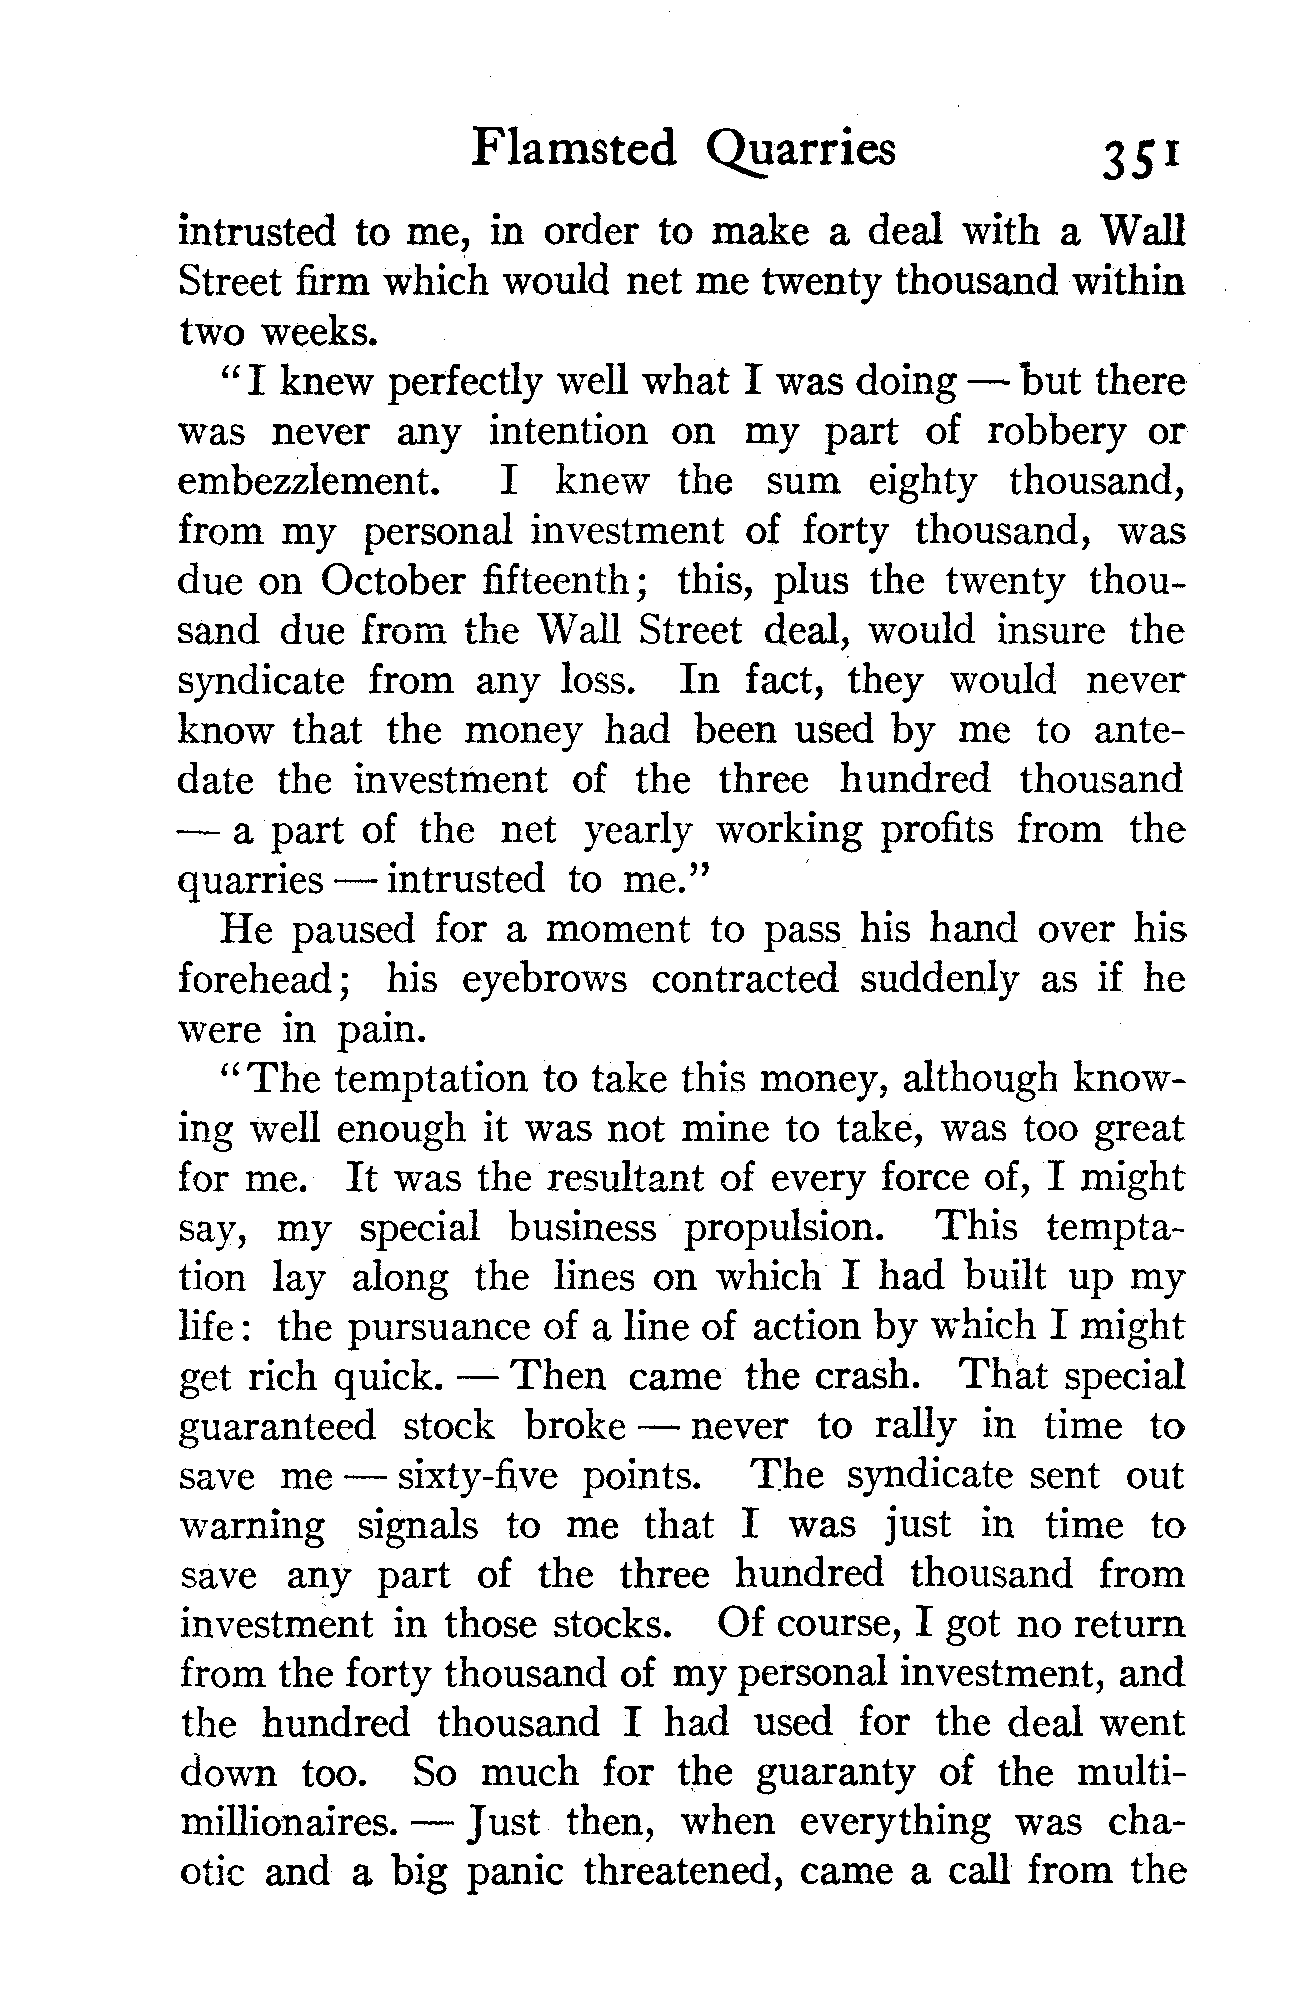 Flamsted Quarries 351
intrusted to me, in order to make a deal with a Wall
Street firm which would net me twenty thousand within
two weeks.
"I knew perfectly well what I was doing — but there
was never any intention on my part of robbery or
embezzlement. I knew the sum eighty thousand,
from my personal investment of forty thousand, was
due on October fifteenth; this, plus the twenty thou-
sand due from the Wall Street deal, would insure the
syndicate from any loss. In fact, they would never
know that the money had been used by me to ante-
date the investment of the three hundred thousand
— a part of the net yearly working profits from the
quarries — intrusted to me."
He paused for a moment to pass his hand over his
forehead; his eyebrows contracted suddenly as if he
were in pain.
"The temptation to take this money, although know-
ing well enough it was not mine to take, was too great
for me. It was the resultant of every force of, I might
say, my special business propulsion. This tempta-
tion lay along the lines on which I had built up my
life: the pursuance of a line of action by which I might
get rich quick. — Then came the crash. That special
guaranteed stock broke — never to rally in time to
save me — sixty-five points. The syndicate sent out
warning signals to me that I was just in time to
save any part of the three hundred thousand from
investment in those stocks. Of course, I got no return
from the forty thousand of my personal investment, and
the hundred thousand I had used for the deal went
down too. So much for the guaranty of the multi-
millionaires. — Just then, when everything was cha-
otic and a big panic threatened, came a call from the